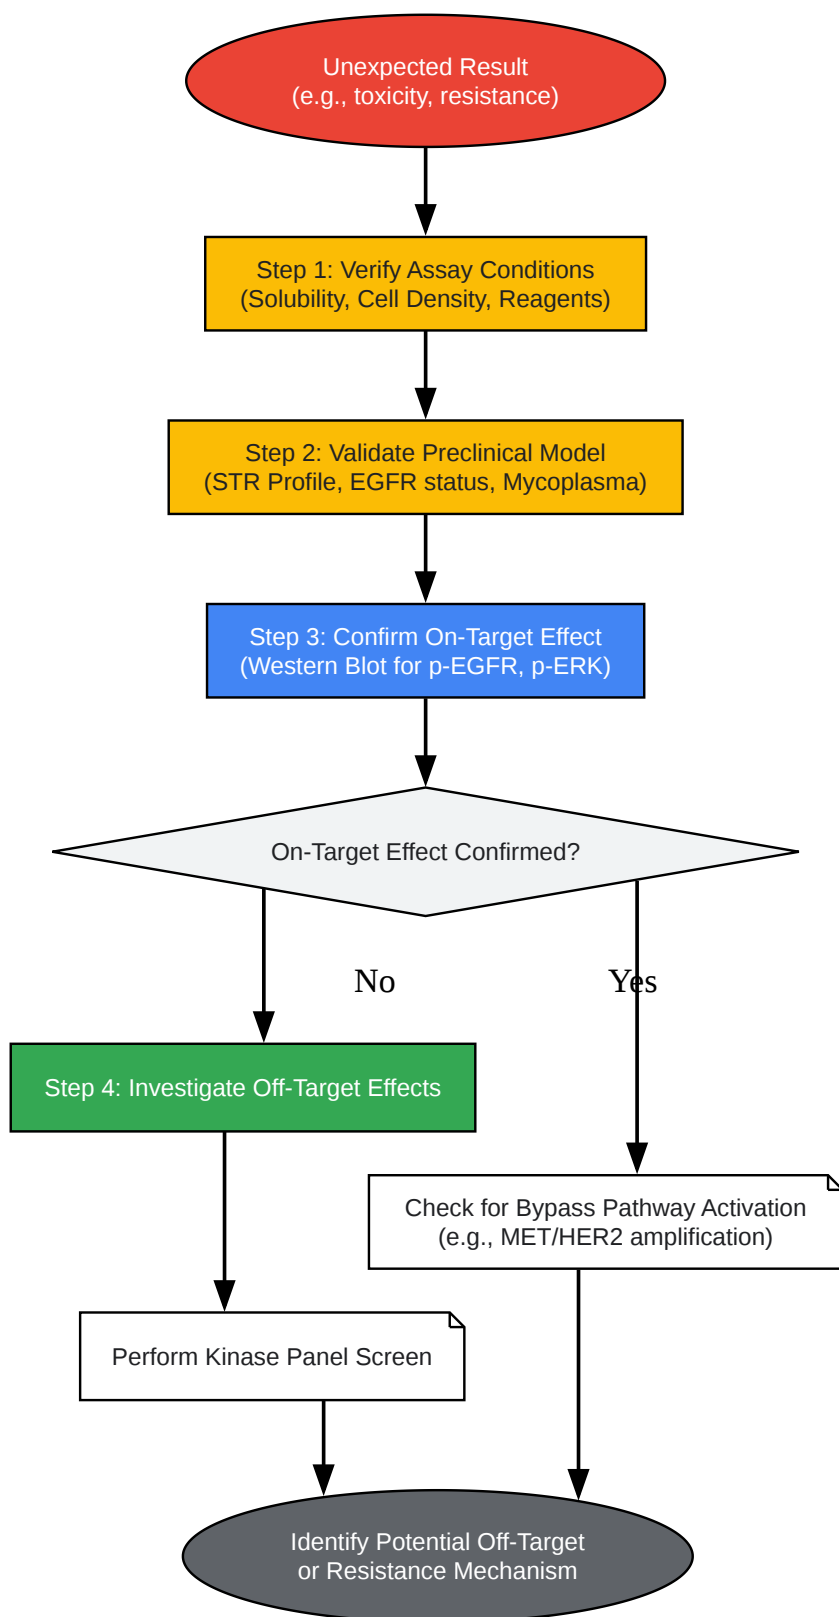 Unexpected Result
(e.g., toxicity, resistance)
Step 1: Verify Assay Conditions
(Solubility, Cell Density, Reagents)
Step 2: Validate Preclinical Model
(STR Profile, EGFR status, Mycoplasma)
Step 3: Confirm On-Target Effect
(Western Blot for p-EGFR, p-ERK)
On-Target Effect Confirmed?
No
Yes
Step 4: Investigate Off-Target Effects
Check for Bypass Pathway Activation
(e.g., MET/HER2 amplification)
Perform Kinase Panel Screen
Identify Potential Off-Target
or Resistance Mechanism